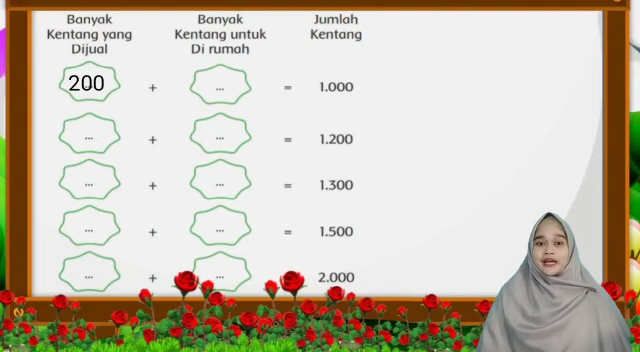 Banyak Kentang yang Dijual
Banyak Kentang untuk Di rumah
Jumlah Kentang
200 + ... = 1.000
... + ... = 1.200
... + ... = 1.300
... + ... = 1.500
... + ... 2.000